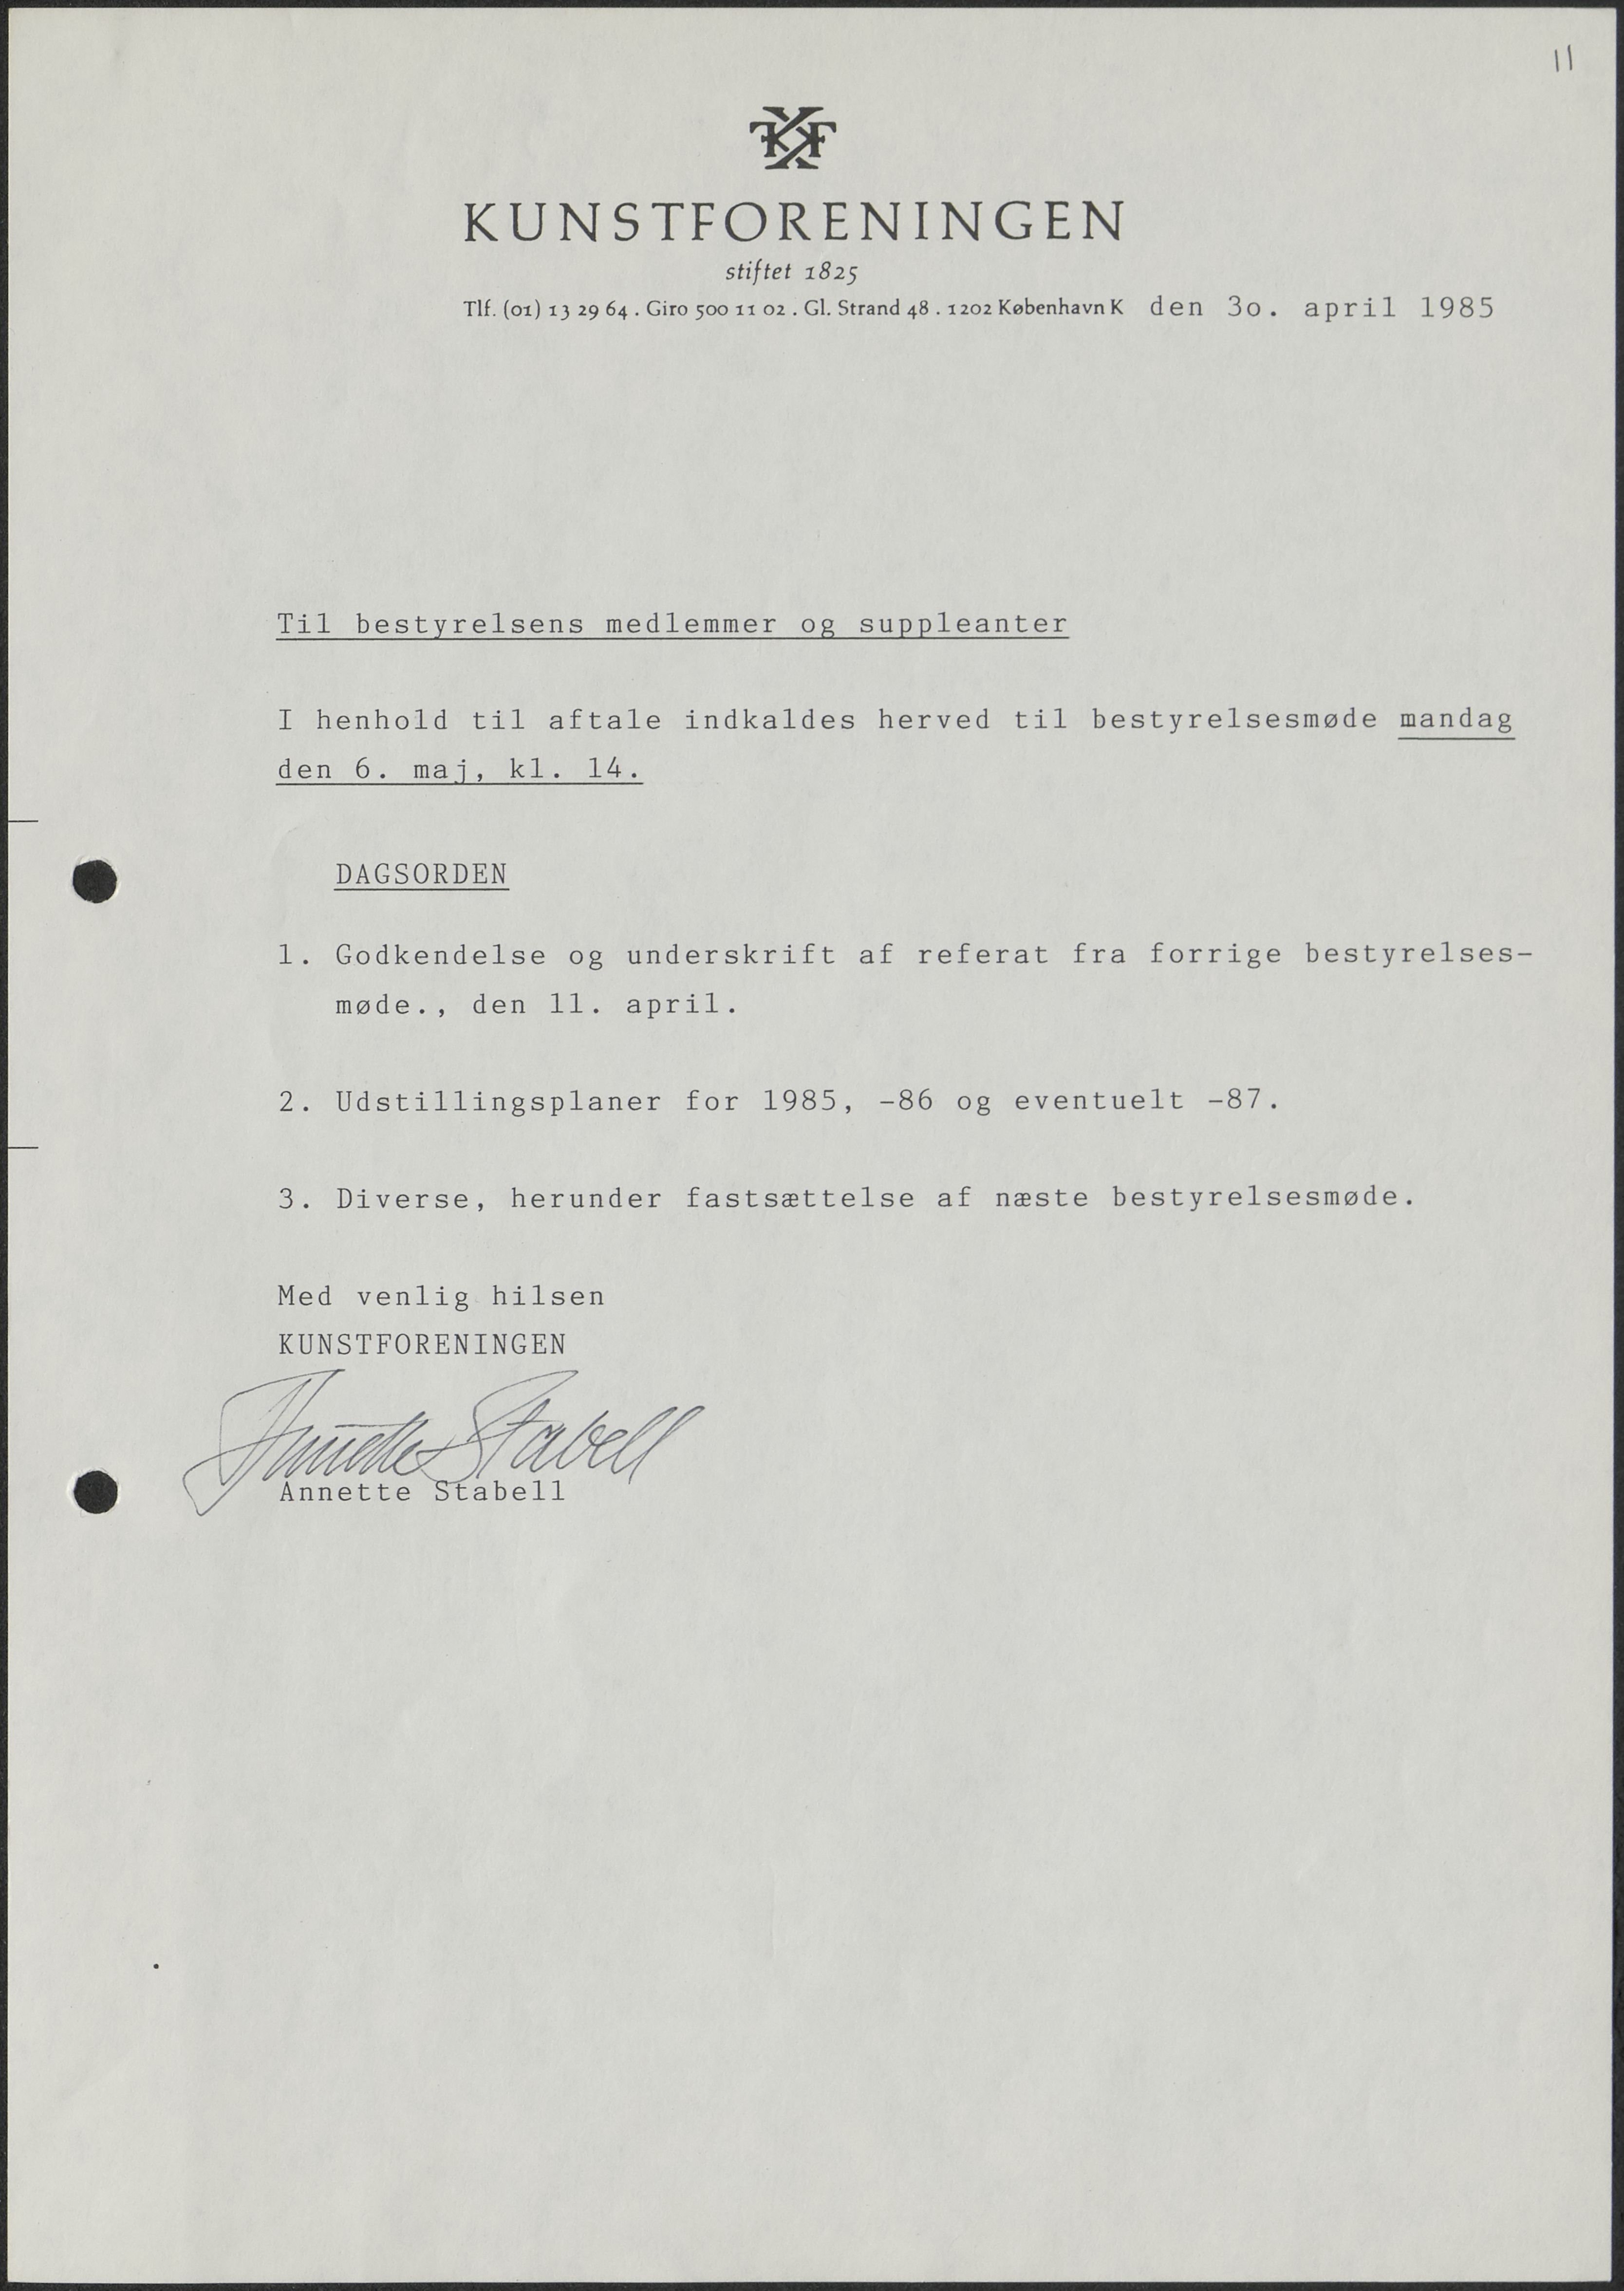 11
KF
KUNSTFORENINGEN
stiftet 1825
Tlf. (01) 13 29 64 . Giro 500 11 02 . Gl. Strand 48 . 1202 København K den 3o. april 1985
Til bestyrelsens medlemmer og suppleanter
I henhold til aftale indkaldes herved til bestyrelsesmøde mandag
den 6. maj, kl. 14.
DAGSORDEN
1. Godkendelse og underskrift af referat fra forrige bestyrelses-
møde., den 11. april.
2. Udstillingsplaner for 1985, -86 og eventuelt -87.
3. Diverse, herunder fastsættelse af næste bestyrelsesmøde.
Med venlig hilsen
KUNSTFORENINGEN
Annette Stabell
Annette Stabell